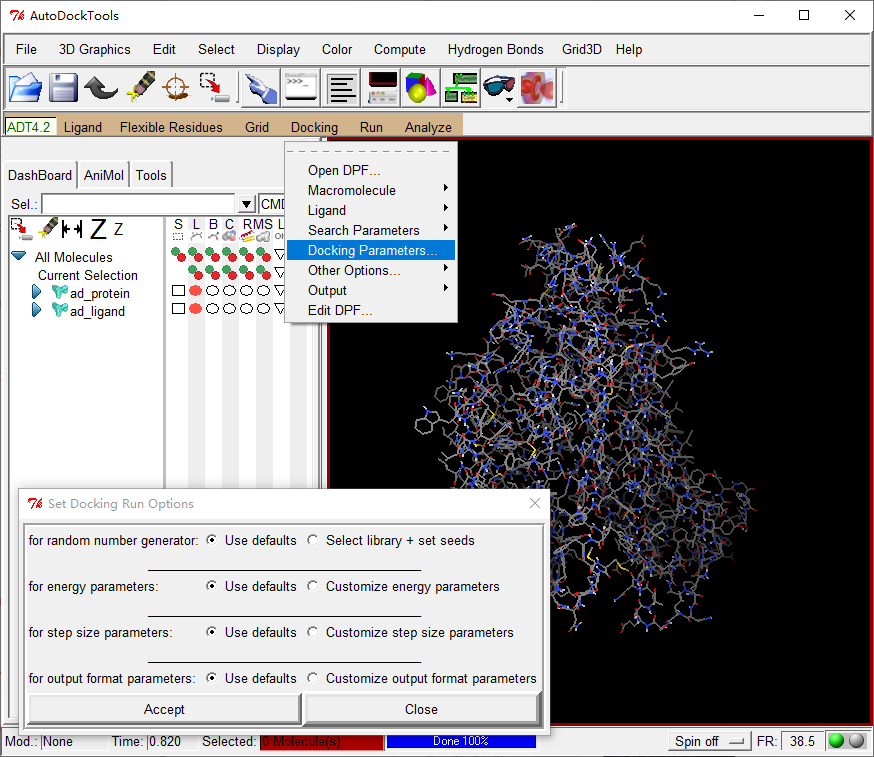 AutoDockTools
File 3D Graphics Edit Select Display Color Compute Hydrogen Bonds Grid3D Help
ADT4.2 Ligand Flexible Residues Grid Docking Run Analyze
Open DPF...
Macromolecule
Ligand
Search Parameters
Docking Parameters...
Other Options...
Output
Edit DPF...
DashBoard AniMol Tools
Sel.: CMD
Z Z
S L B C R MS L
All Molecules
Current Selection
ad_protein
ad_ligand
Set Docking Run Options
for random number generator: Use defaults Select library + set seeds
for energy parameters: Use defaults Customize energy parameters
for step size parameters: Use defaults Customize step size parameters
for output format parameters: Use defaults Customize output format parameters
Accept Close
Mod.: None Time: 0.820 Selected: 0 Molecule(s) Done 100% Spin off FR: 38.5